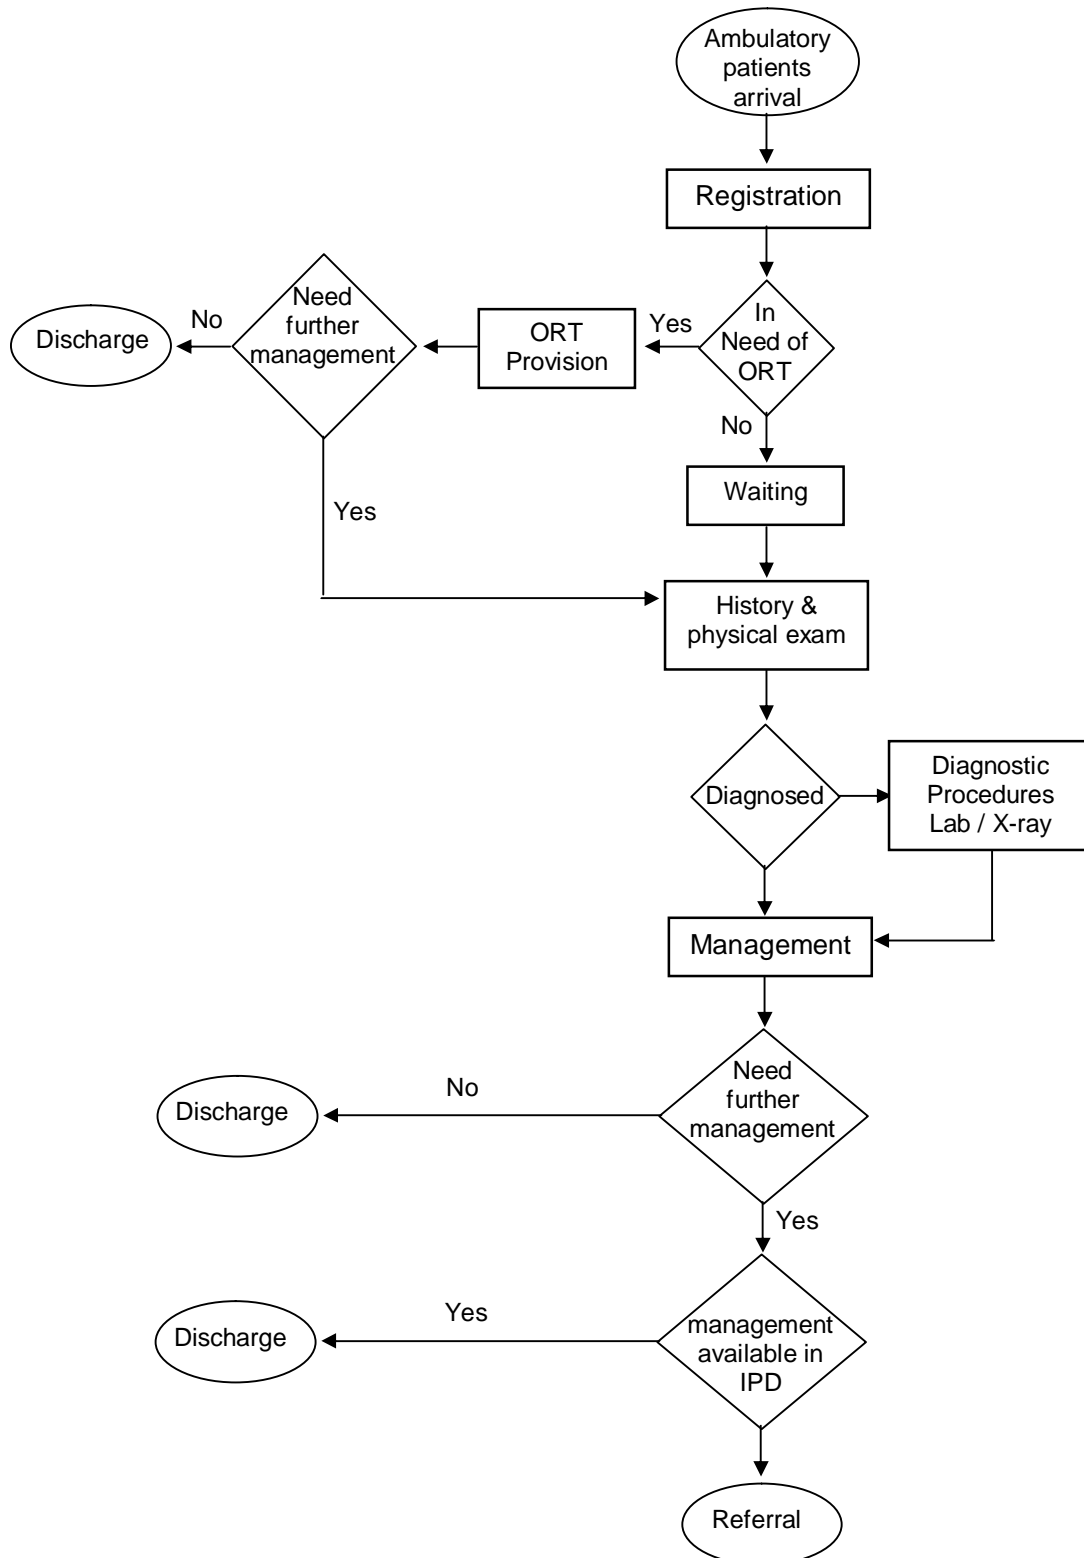 Ambulatory
patients
arrival
Registration
In
Need of
ORT
Yes
ORT
Provision
Need
further
management
No
Discharge
No
Waiting
Yes
History &
physical exam
Diagnosed
Diagnostic
Procedures
Lab / X-ray
Management
Need
further
management
No
Discharge
Yes
management
available in
IPD
Yes
Discharge
Referral